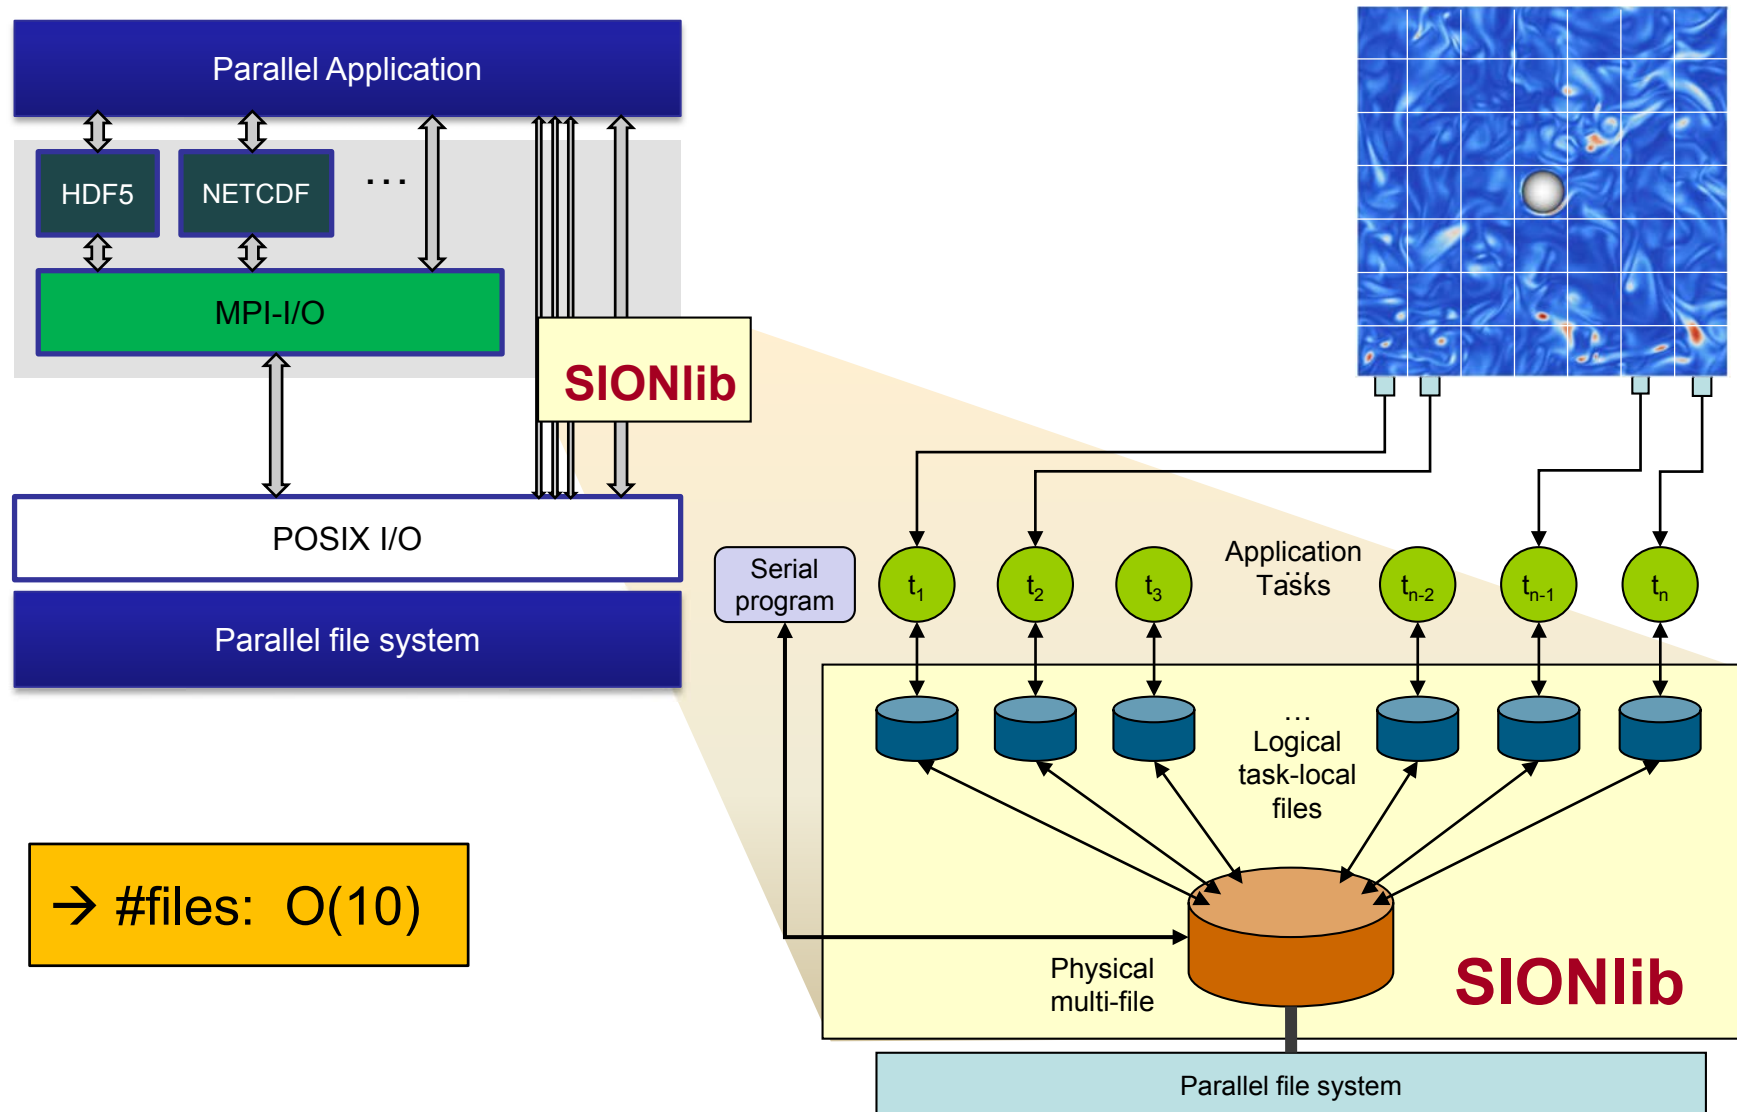 Parallel Application
HDF5
NETCDF
...
MPI-I/O
SIONlib
POSIX I/O
Parallel file system
→ #files: O(10)
Serial
program
t1
t2
t3
Application
...
Tasks
tn-2
tn-1
tn
...
Logical
task-local
files
Physical
multi-file
SIONlib
Parallel file system